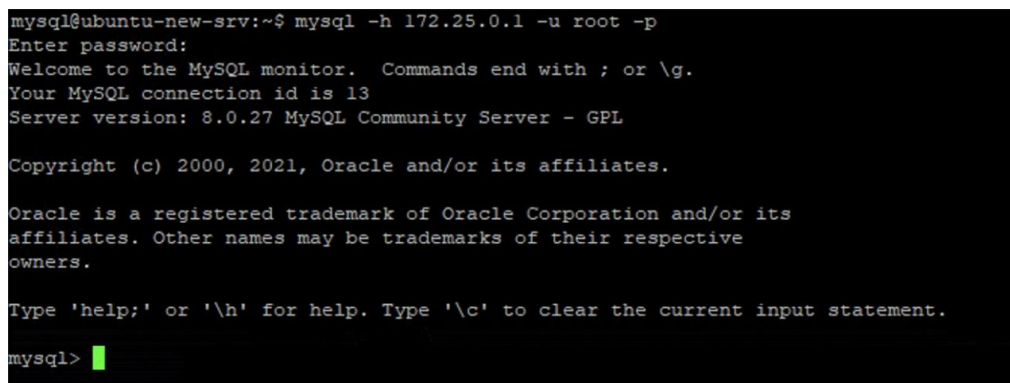 mysql@ubuntu-new-srv:~$ mysql -h 172.25.0.1 -u root -p
Enter password:
Welcome to the MySQL monitor.  Commands end with ; or \g.
Your MySQL connection id is 13
Server version: 8.0.27 MySQL Community Server - GPL
Copyright (c) 2000, 2021, Oracle and/or its affiliates.
Oracle is a registered trademark of Oracle Corporation and/or its
affiliates. Other names may be trademarks of their respective
owners.
Type 'help;' or '\h' for help. Type '\c' to clear the current input statement.
mysql>